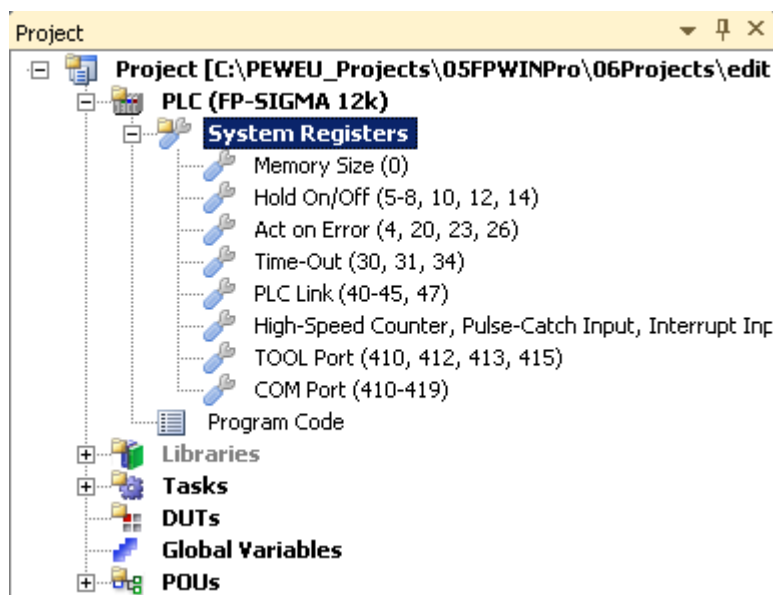 Project
Project [C:\PEWEU_Projects\05FPWINPro\06Projects\edit
PLC (FP-SIGMA 12k)
System Registers
Memory Size (0)
Hold On/Off (5-8, 10, 12, 14)
Act on Error (4, 20, 23, 26)
Time-Out (30, 31, 34)
PLC Link (40-45, 47)
High-Speed Counter, Pulse-Catch Input, Interrupt Inp
TOOL Port (410, 412, 413, 415)
COM Port (410-419)
Program Code
Libraries
Tasks
DUTs
Global Variables
POUs